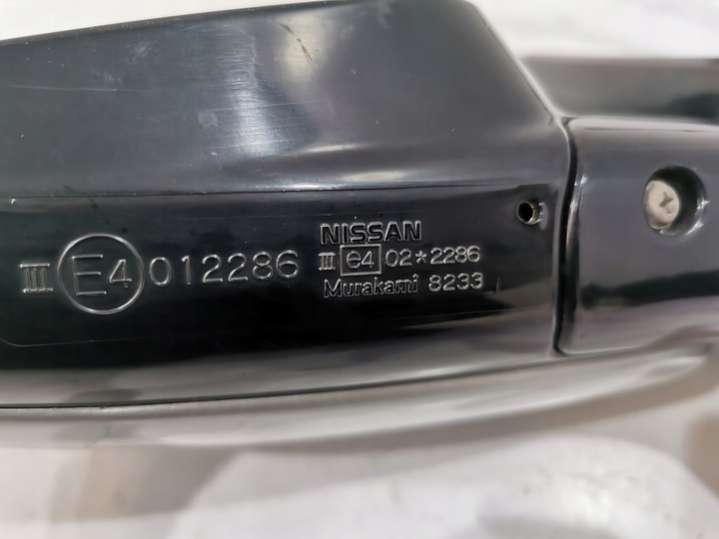 III E4 012286
NISSAN
III e4 02*2286
Murakami 8233